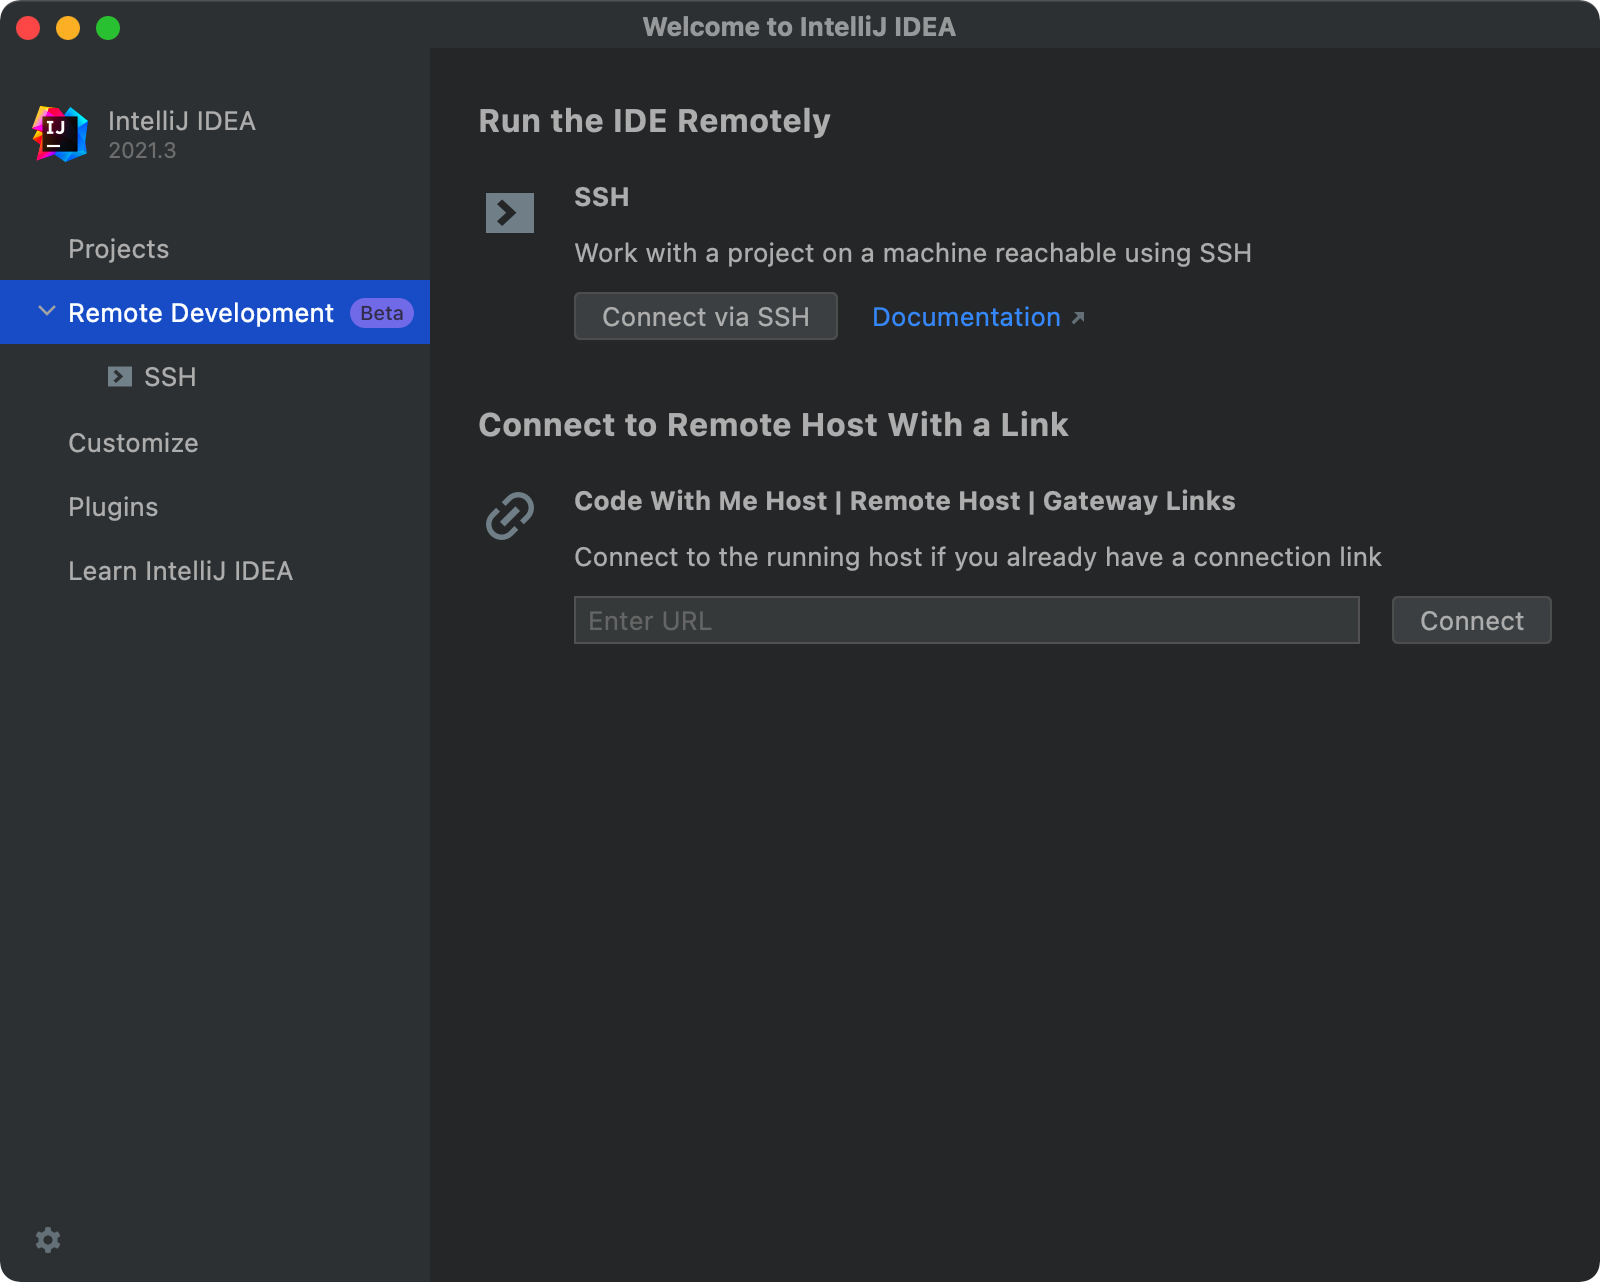 Welcome to IntelliJ IDEA
IJ
IntelliJ IDEA
2021.3
Projects
Remote Development Beta
SSH
Customize
Plugins
Learn IntelliJ IDEA
Run the IDE Remotely
SSH
Work with a project on a machine reachable using SSH
Connect via SSH Documentation
Connect to Remote Host With a Link
Code With Me Host | Remote Host | Gateway Links
Connect to the running host if you already have a connection link
Enter URL Connect